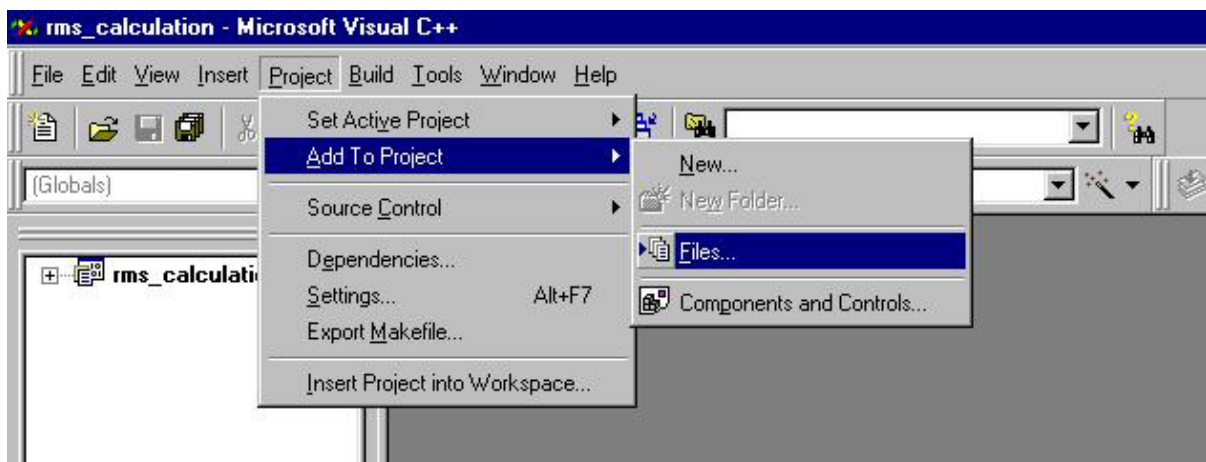 rms_calculation - Microsoft Visual C++
File Edit View Insert Project Build Tools Window Help
Set Active Project
Add To Project
New...
(Globals)
New Folder...
Source Control
Files...
Dependencies...
rms_calculati
Settings... Alt+F7
Components and Controls...
Export Makefile...
Insert Project into Workspace...